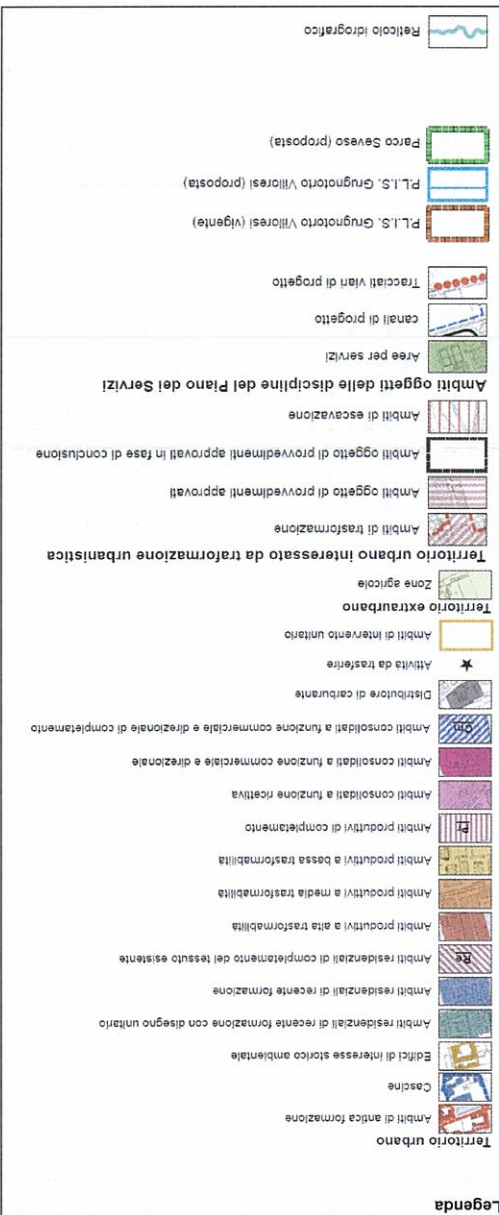 Legenda
Territorio urbano
Ambiti di antica formazione
Cascine
Edifici di interesse storico ambientale
Ambiti residenziali di recente formazione con disegno unitario
Ambiti residenziali di recente formazione
Re Ambiti residenziali di completamento del tessuto esistente
Ambiti produttivi a alta trasformabilità
Ambiti produttivi a media trasformabilità
Ambiti produttivi a bassa trasformabilità
Pr Ambiti produttivi di completamento
Ambiti consolidati a funzione ricettiva
Ambiti consolidati a funzione commerciale e direzionale
Cm Ambiti consolidati a funzione commerciale e direzionale di completamento
Distributore di carburante
Attività da trasferire
Ambiti di intervento unitario
Territorio extraurbano
Zone agricole
Territorio urbano interessato da traformazione urbanistica
Ambiti di trasformazione
Ambiti oggetto di provvedimenti approvati
Ambiti oggetto di provvedimenti approvati in fase di conclusione
Ambiti di escavazione
Ambiti oggetti delle discipline del Piano dei Servizi
Aree per servizi
canali di progetto
Tracciati viari di progetto
P.L.I.S. Grugnotorto Villoresi (vigente)
P.L.I.S. Grugnotorto Villoresi (proposta)
Parco Seveso (proposta)
Reticolo idrografico